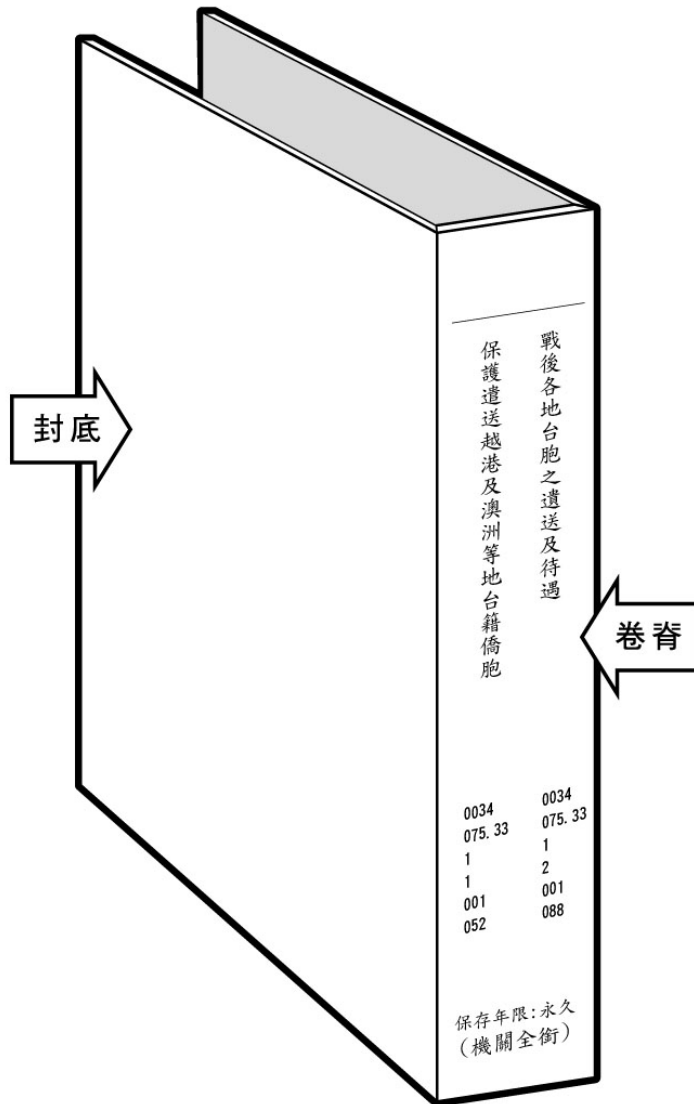 封底
戰後各地台胞之遺送及待遇
保護遣送越港及澳洲等地台籍僑胞
卷脊
0034
075.33
1
2
001
088
0034
075.33
1
1
001
052
保存年限:永久
(機關全銜)